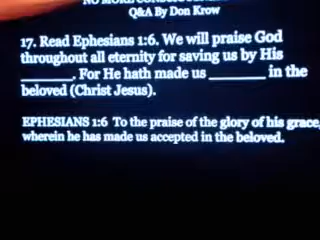 Q&A By Don Krow
17. Read Ephesians 1:6. We will praise God
throughout all eternity for saving us by His
________. For He hath made us ________ in the
beloved (Christ Jesus).
EPHESIANS 1:6 To the praise of the glory of his grace,
wherein he has made us accepted in the beloved.